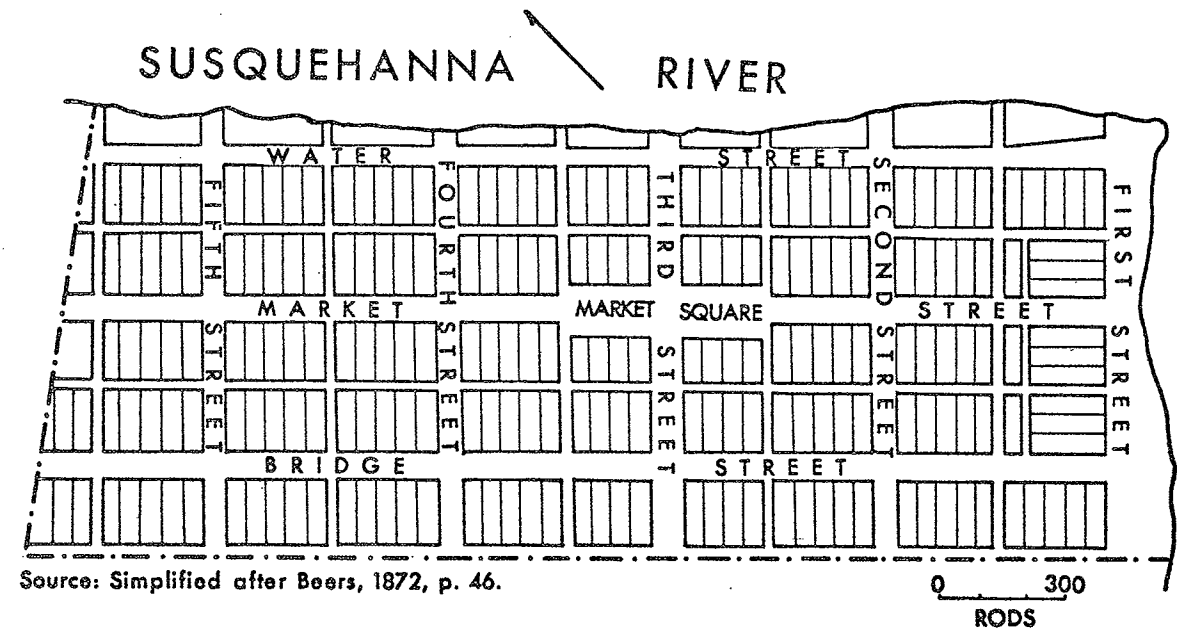 SUSQUEHANNA RIVER
WATER STREET
FIFTH STREET
FOURTH STREET
THIRD STREET
SECOND STREET
FIRST STREET
MARKET MARKET SQUARE STREET
BRIDGE STREET
Source: Simplified after Beers, 1872, p. 46.
0 300
RODS